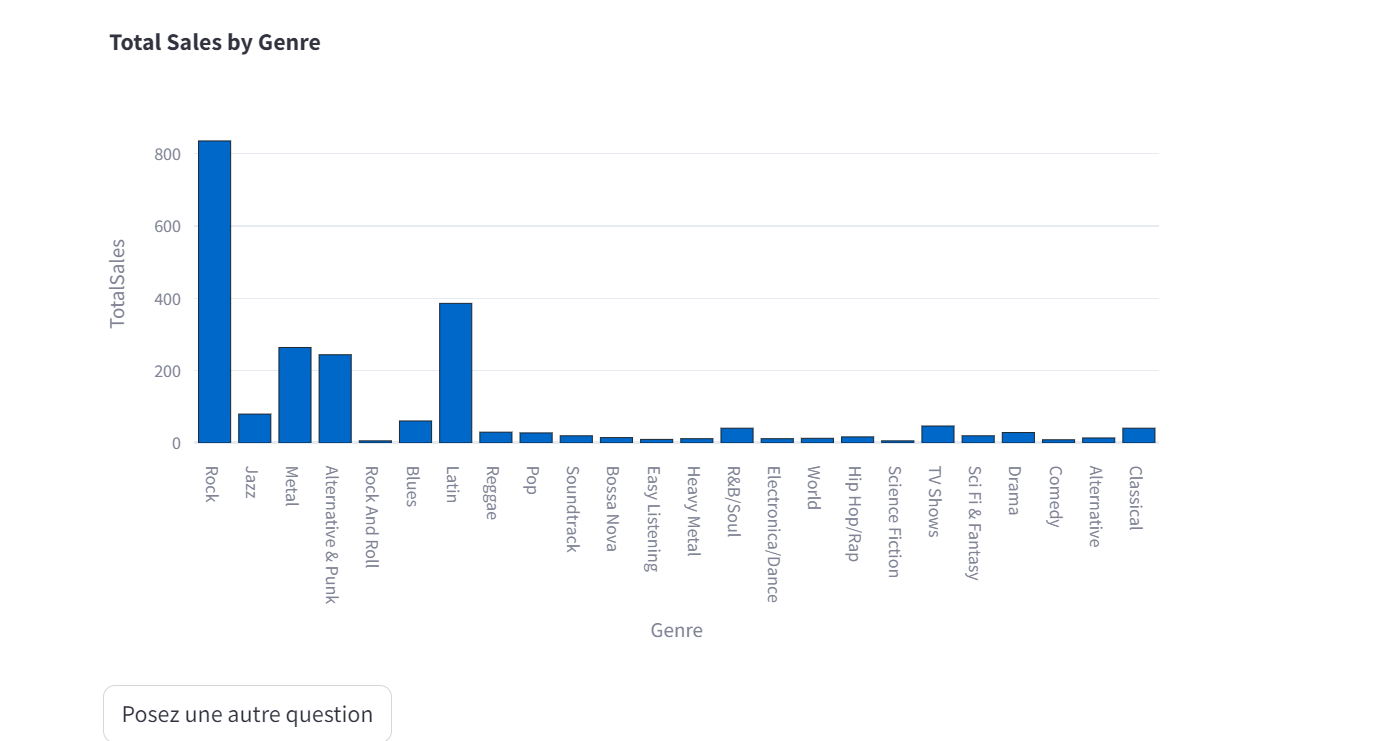 Total Sales by Genre
TotalSales
800
600
400
200
0
Rock
Jazz
Metal
Alternative & Punk
Rock And Roll
Blues
Latin
Reggae
Pop
Soundtrack
Bossa Nova
Easy Listening
Heavy Metal
R&B/Soul
Electronica/Dance
World
Hip Hop/Rap
Science Fiction
TV Shows
Sci Fi & Fantasy
Drama
Comedy
Alternative
Classical
Genre
Posez une autre question